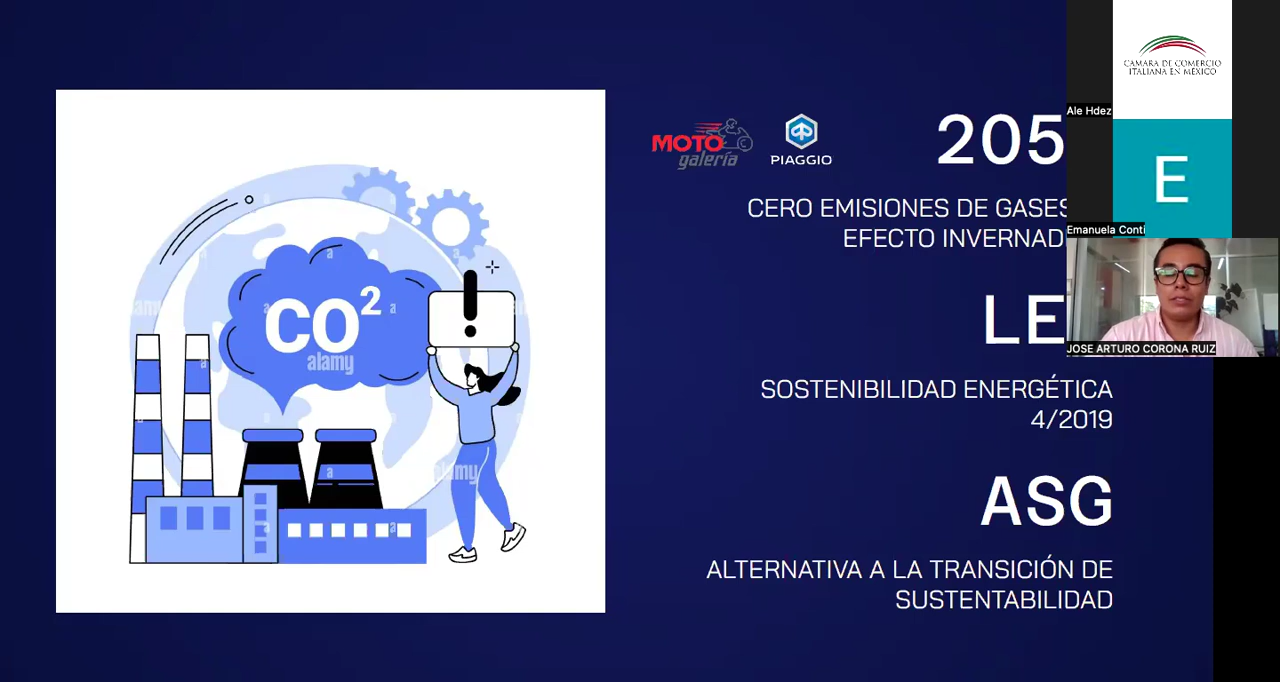 MOTO
galería
PIAGGIO
205
CERO EMISIONES DE GASES
EFECTO INVERNAD
LE
SOSTENIBILIDAD ENERGÉTICA
4/2019
ASG
ALTERNATIVA A LA TRANSICIÓN DE
SUSTENTABILIDAD
CO2
alamy
!
alamy
CAMARA DE COMERCIO
ITALIANA EN MÉXICO
Ale Hdez
E
Emanuela Conti
JOSE ARTURO CORONA RUIZ